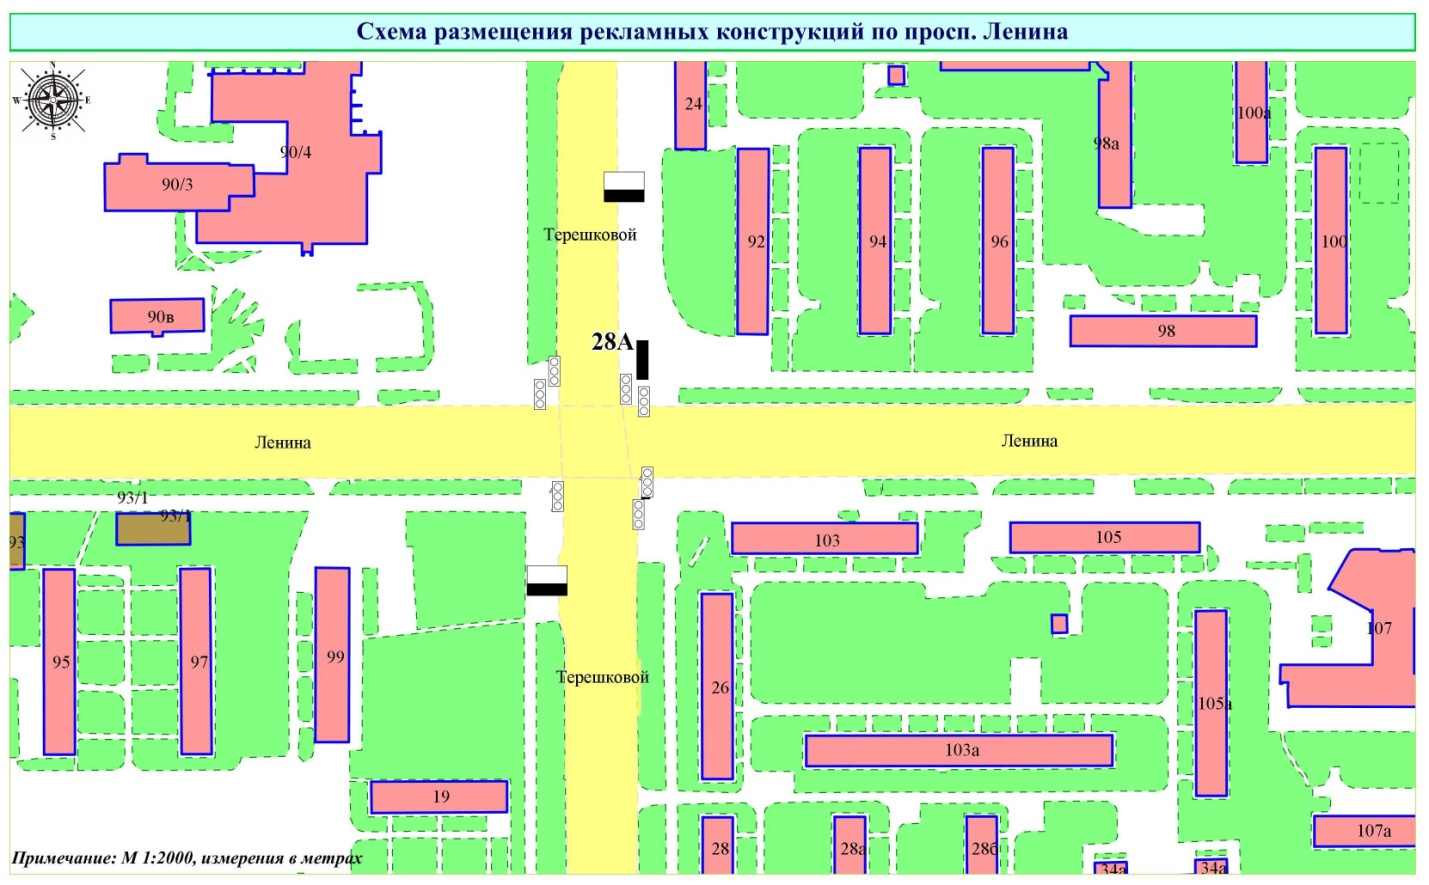 Схема размещения рекламных конструкций по просп. Ленина
N
W
E
S
24
100а
98а
90/4
90/3
Терешковой
92
94
96
100
90в
98
28А
Ленина
Ленина
93/1
93/1
93
103
105
107
95
97
99
Терешковой
26
105а
103а
19
107а
28
28а
28б
34а
34а
Примечание: М 1:2000, измерения в метрах